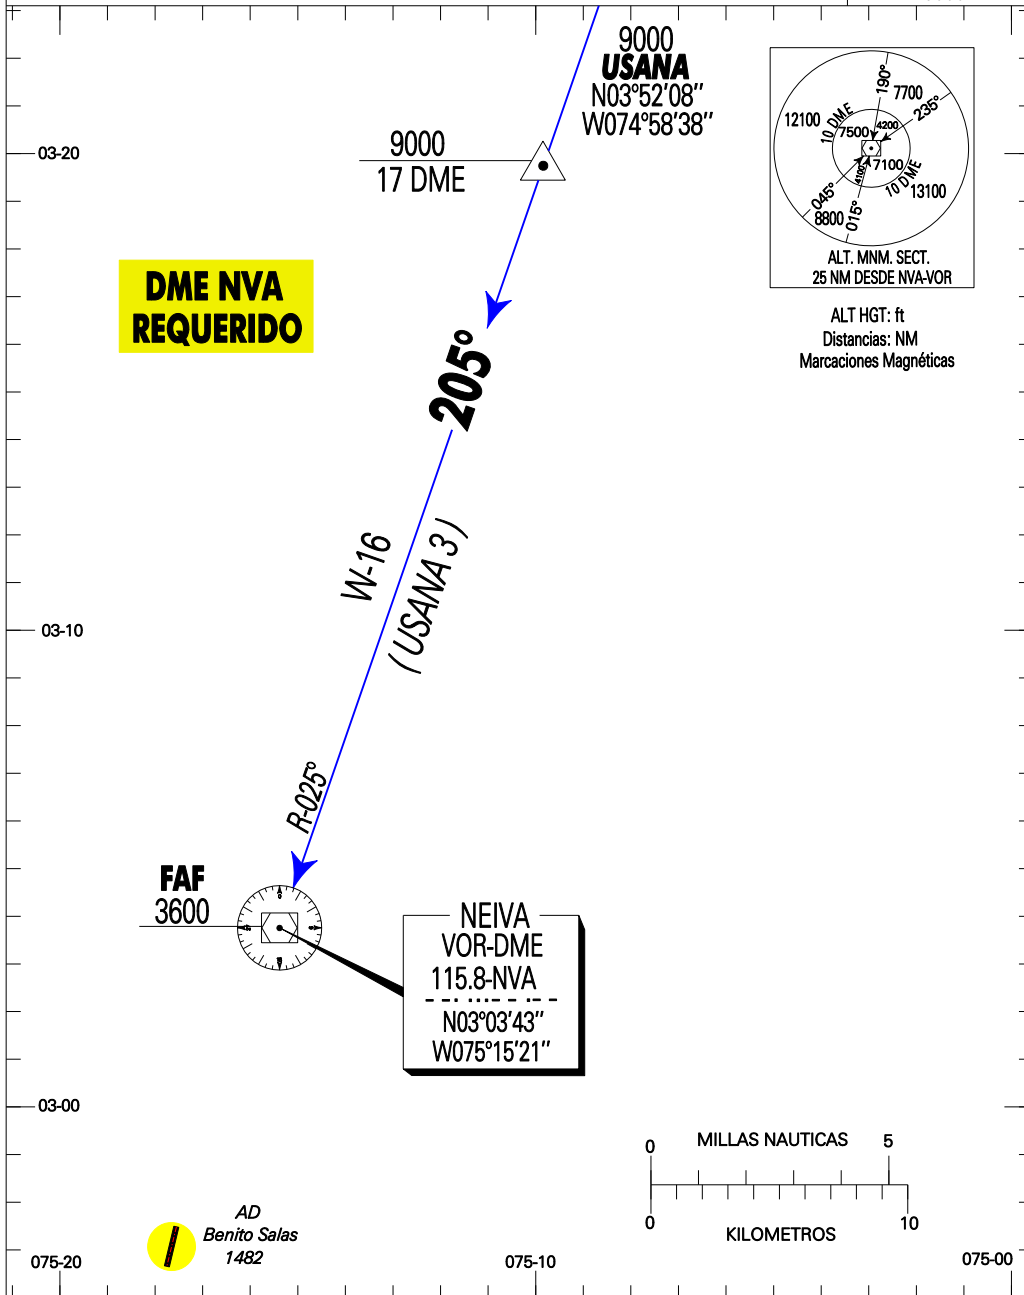 9000
USANA
N03°52'08"
W074°58'38"
9000
17 DME
03-20
DME NVA
REQUERIDO
190°
7700
235°
12100
10 DME
4200
7500
7100
4100
10 DME
13100
045°
8800
015°
ALT. MNM. SECT.
25 NM DESDE NVA-VOR
ALT HGT: ft
Distancias: NM
Marcaciones Magnéticas
205°
W-16
(USANA 3)
03-10
R-025°
FAF
3600
NEIVA
VOR-DME
115.8-NVA
N03°03'43"
W075°15'21"
03-00
0 MILLAS NAUTICAS 5
0 KILOMETROS 10
AD
Benito Salas
1482
075-20
075-10
075-00